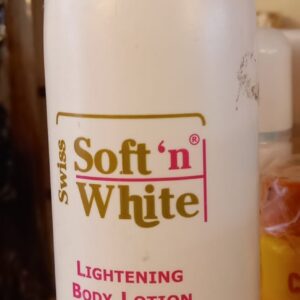 Swiss
Soft 'n®
White
LIGHTENING
BODY LOTION